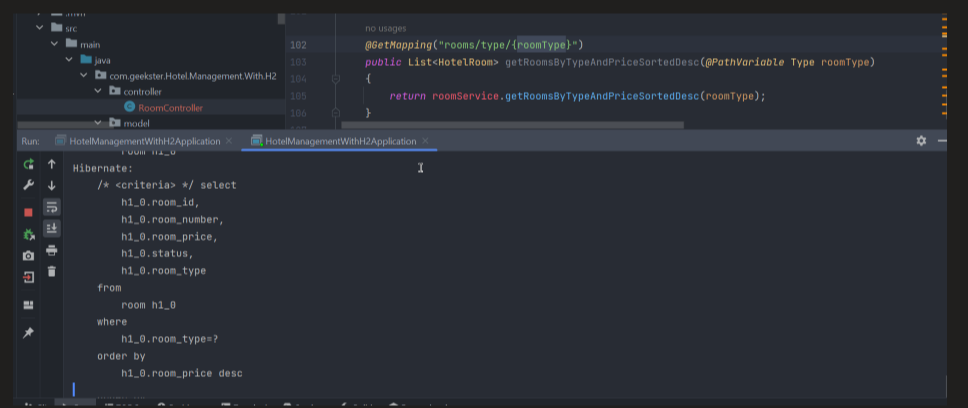 src
main
java
com.geekster.Hotel.Management.With.H2
controller
RoomController
model
no usages
102 @GetMapping("rooms/type/{roomType}")
103 public List<HotelRoom> getRoomsByTypeAndPriceSortedDesc(@PathVariable Type roomType)
104 {
105 return roomService.getRoomsByTypeAndPriceSortedDesc(roomType);
106 }
Run: HotelManagementWithH2Application × HotelManagementWithH2Application ×
room h1_0
Hibernate:
/* <criteria> */ select
h1_0.room_id,
h1_0.room_number,
h1_0.room_price,
h1_0.status,
h1_0.room_type
from
room h1_0
where
h1_0.room_type=?
order by
h1_0.room_price desc